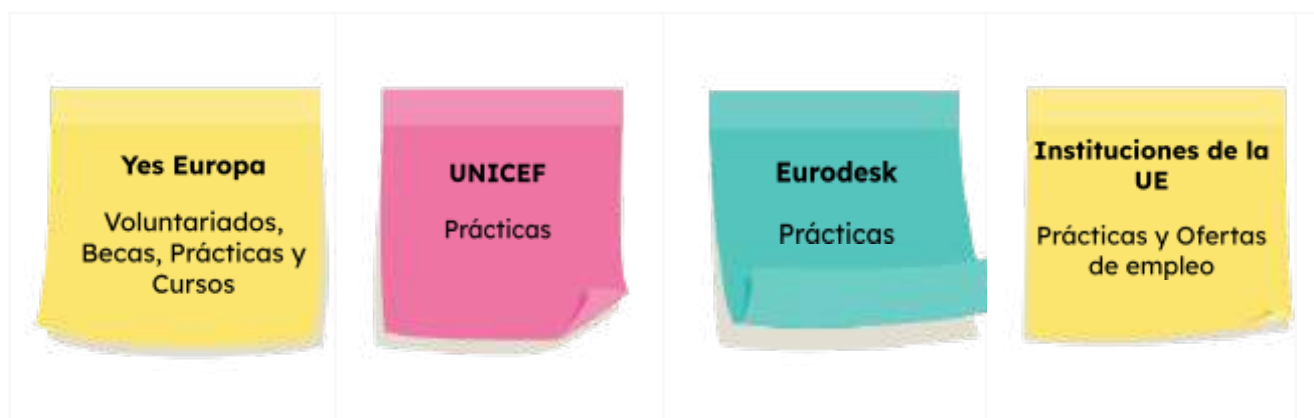 Yes Europa
Voluntariados,
Becas, Prácticas y
Cursos
UNICEF
Prácticas
Eurodesk
Prácticas
Instituciones de la
UE
Prácticas y Ofertas
de empleo